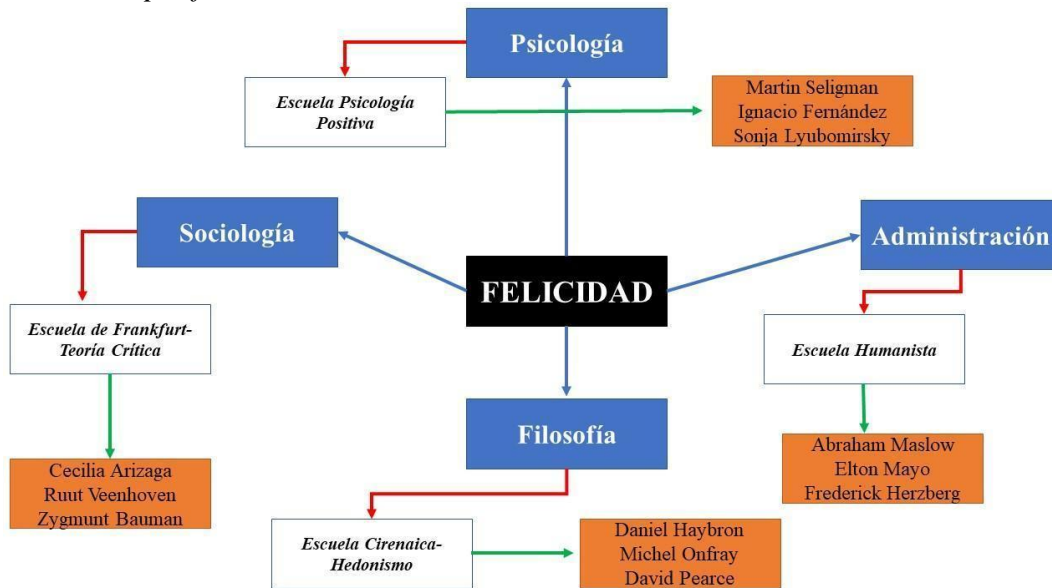 Psicología
Escuela Psicología
Positiva
Martin Seligman
Ignacio Fernández
Sonja Lyubomirsky
Sociología
Administración
FELICIDAD
Escuela de Frankfurt-
Teoría Crítica
Escuela Humanista
Filosofía
Cecilia Arizaga
Ruut Veenhoven
Zygmunt Bauman
Abraham Maslow
Elton Mayo
Frederick Herzberg
Escuela Cirenaica-
Hedonismo
Daniel Haybron
Michel Onfray
David Pearce